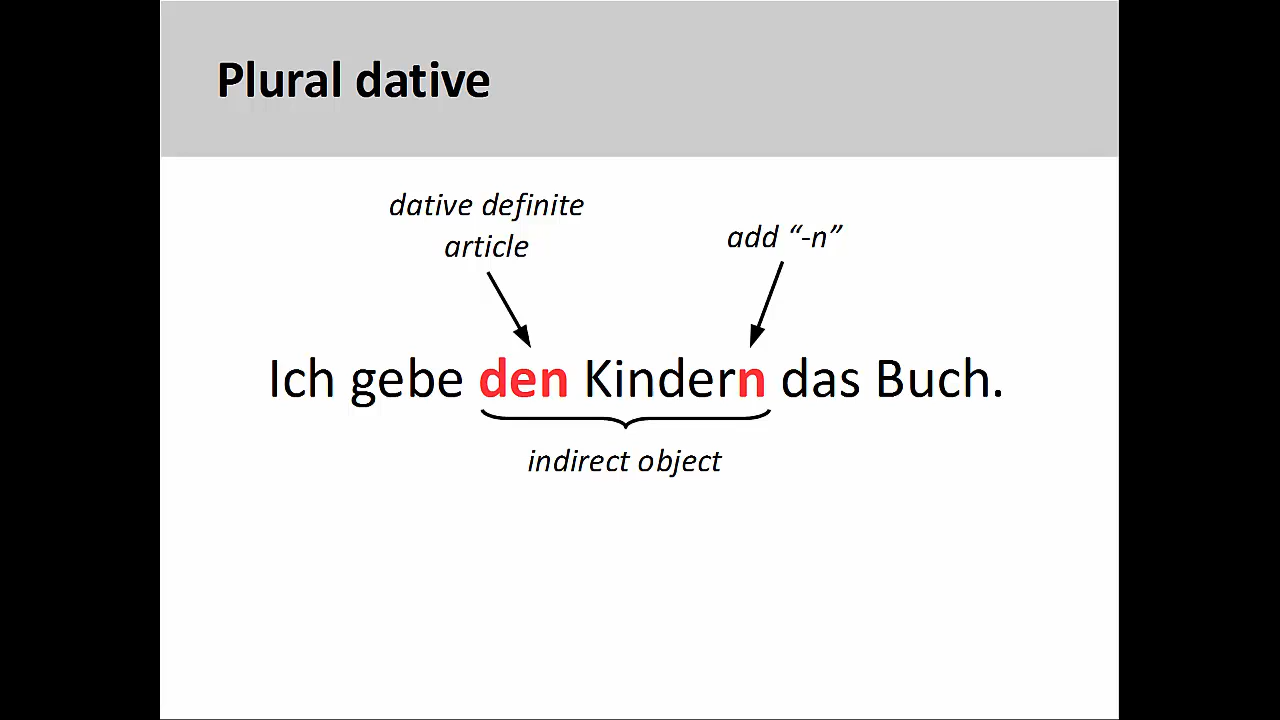 Plural dative
dative definite
article
add “-n”
Ich gebe den Kindern das Buch.
indirect object